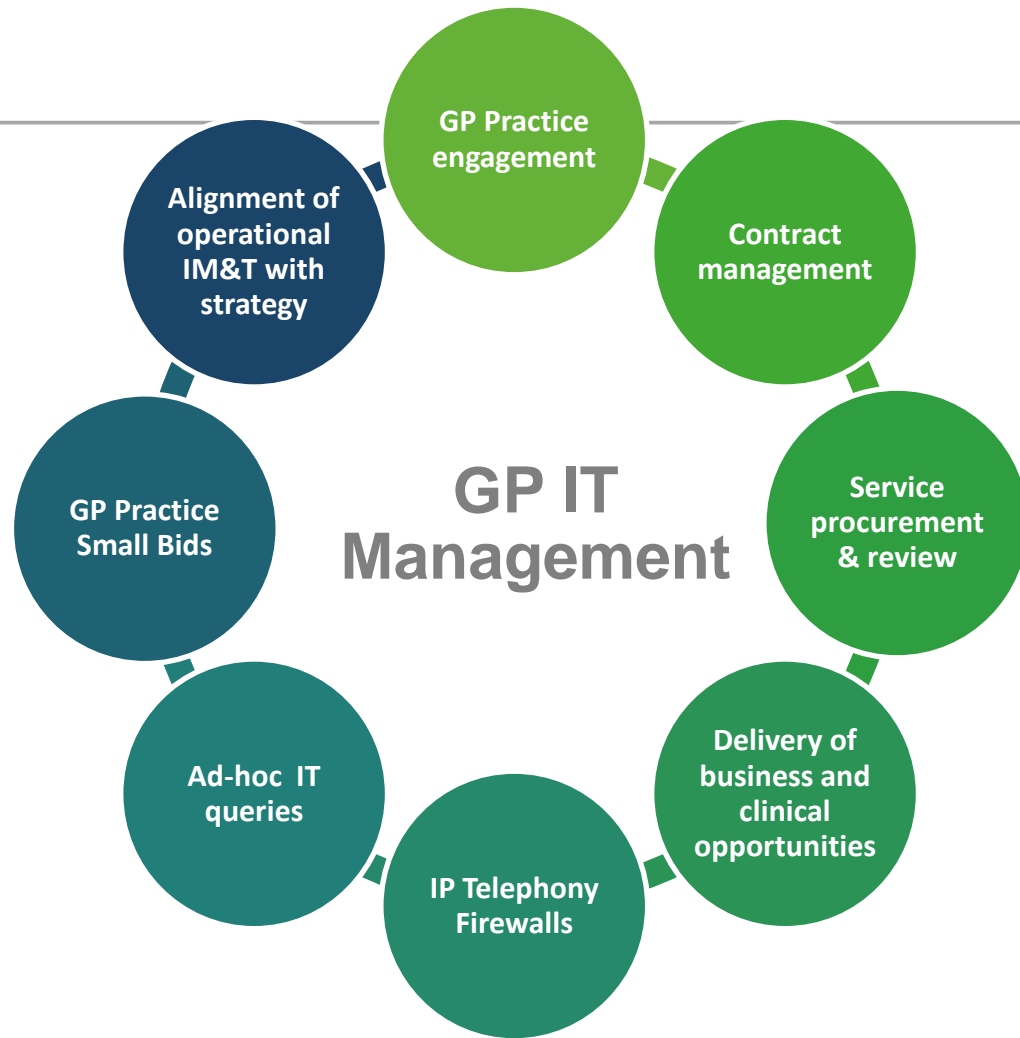 GP Practice
engagement
Contract
management
Service
procurement
& review
Delivery of
business and
clinical
opportunities
IP Telephony
Firewalls
Ad-hoc  IT
queries
GP Practice
Small Bids
Alignment of
operational
IM&T with
strategy
GP IT
Management